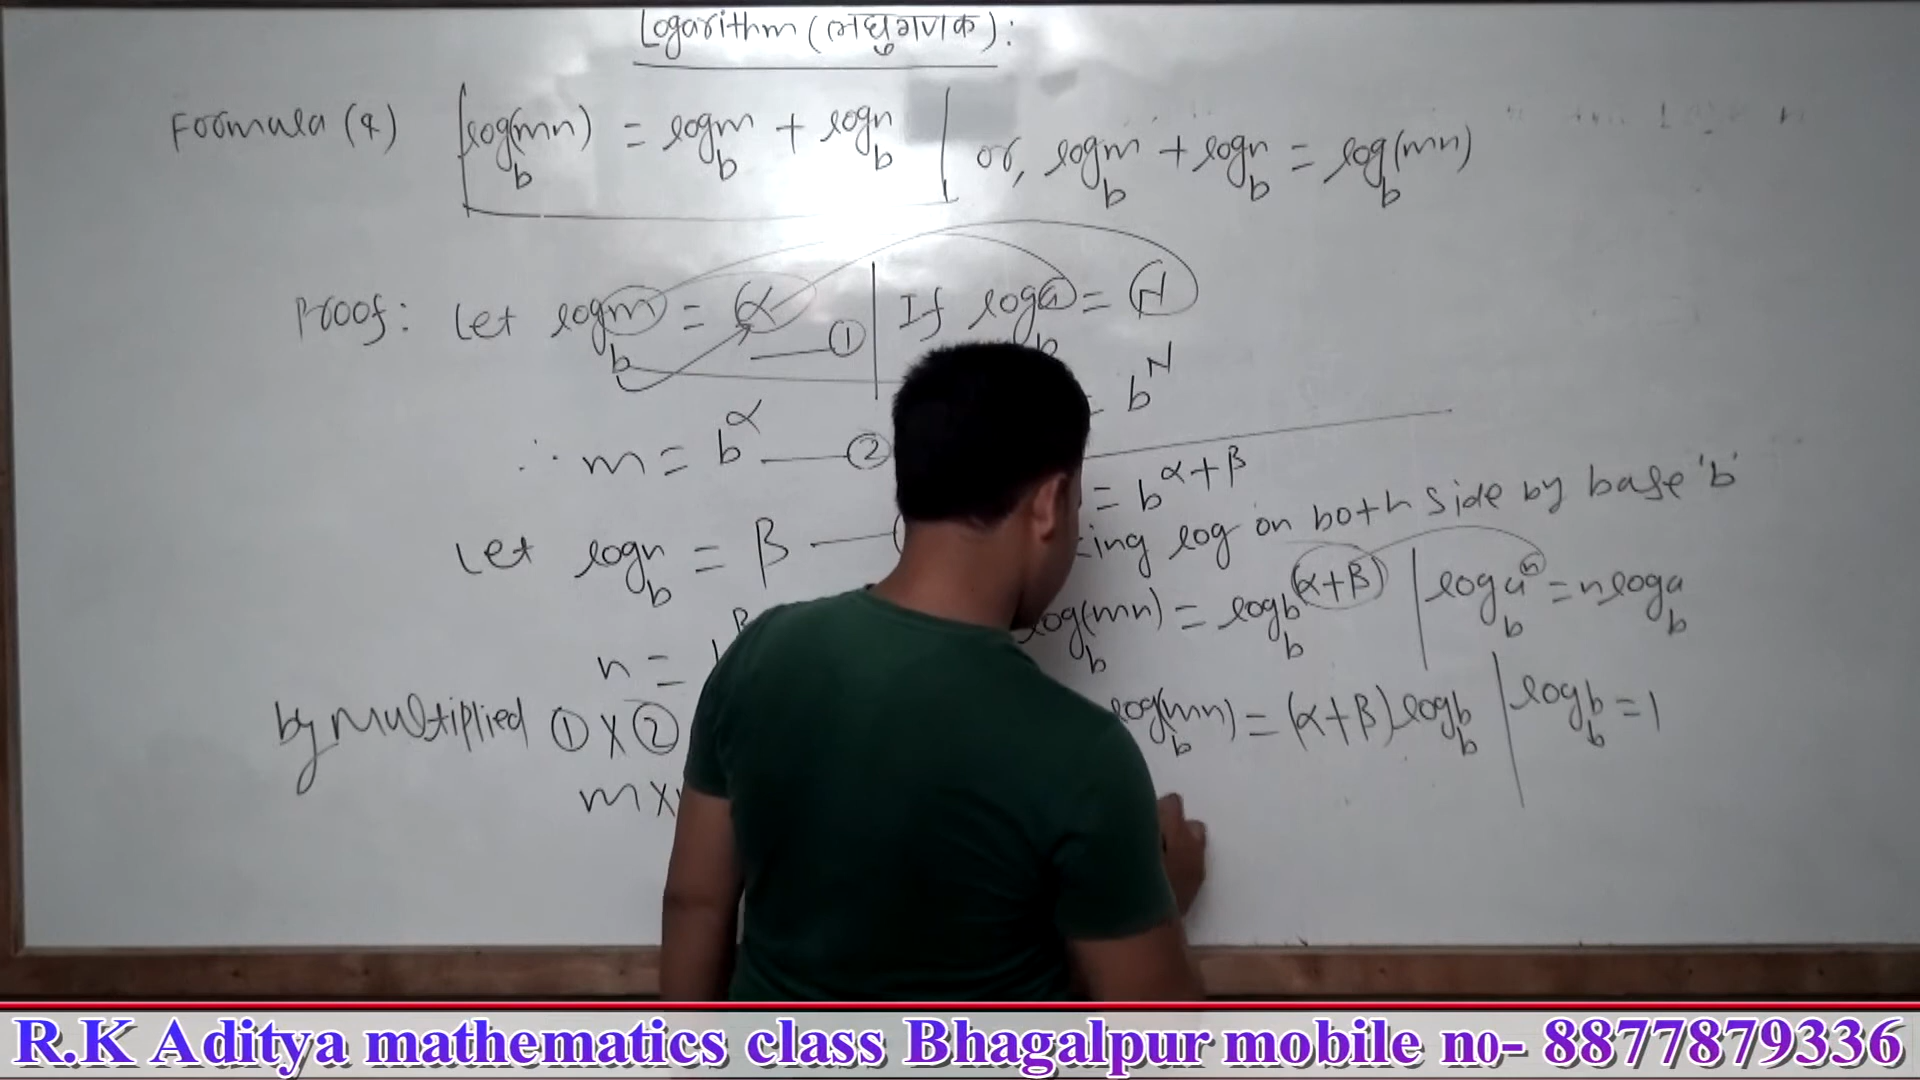 Logarithm (लघुगणक) :
Formula (४) log_b(mn) = log_b m + log_b n or, log_b m + log_b n = log_b(mn)
Proof : Let log_b m = α ——①
If log_b a = N
= b^N
∴ m = b^α ——②
Let log_b n = β ——
n =
by multiplied ① X ②
m X
= b^(α+β)
log on both side by base 'b'
log_b(mn) = log_b b^(α+β) | log_b a^n = n log_b a
log_b(mn) = (α+β) log_b b | log_b b = 1
R.K Aditya mathematics class Bhagalpur mobile no- 8877879336